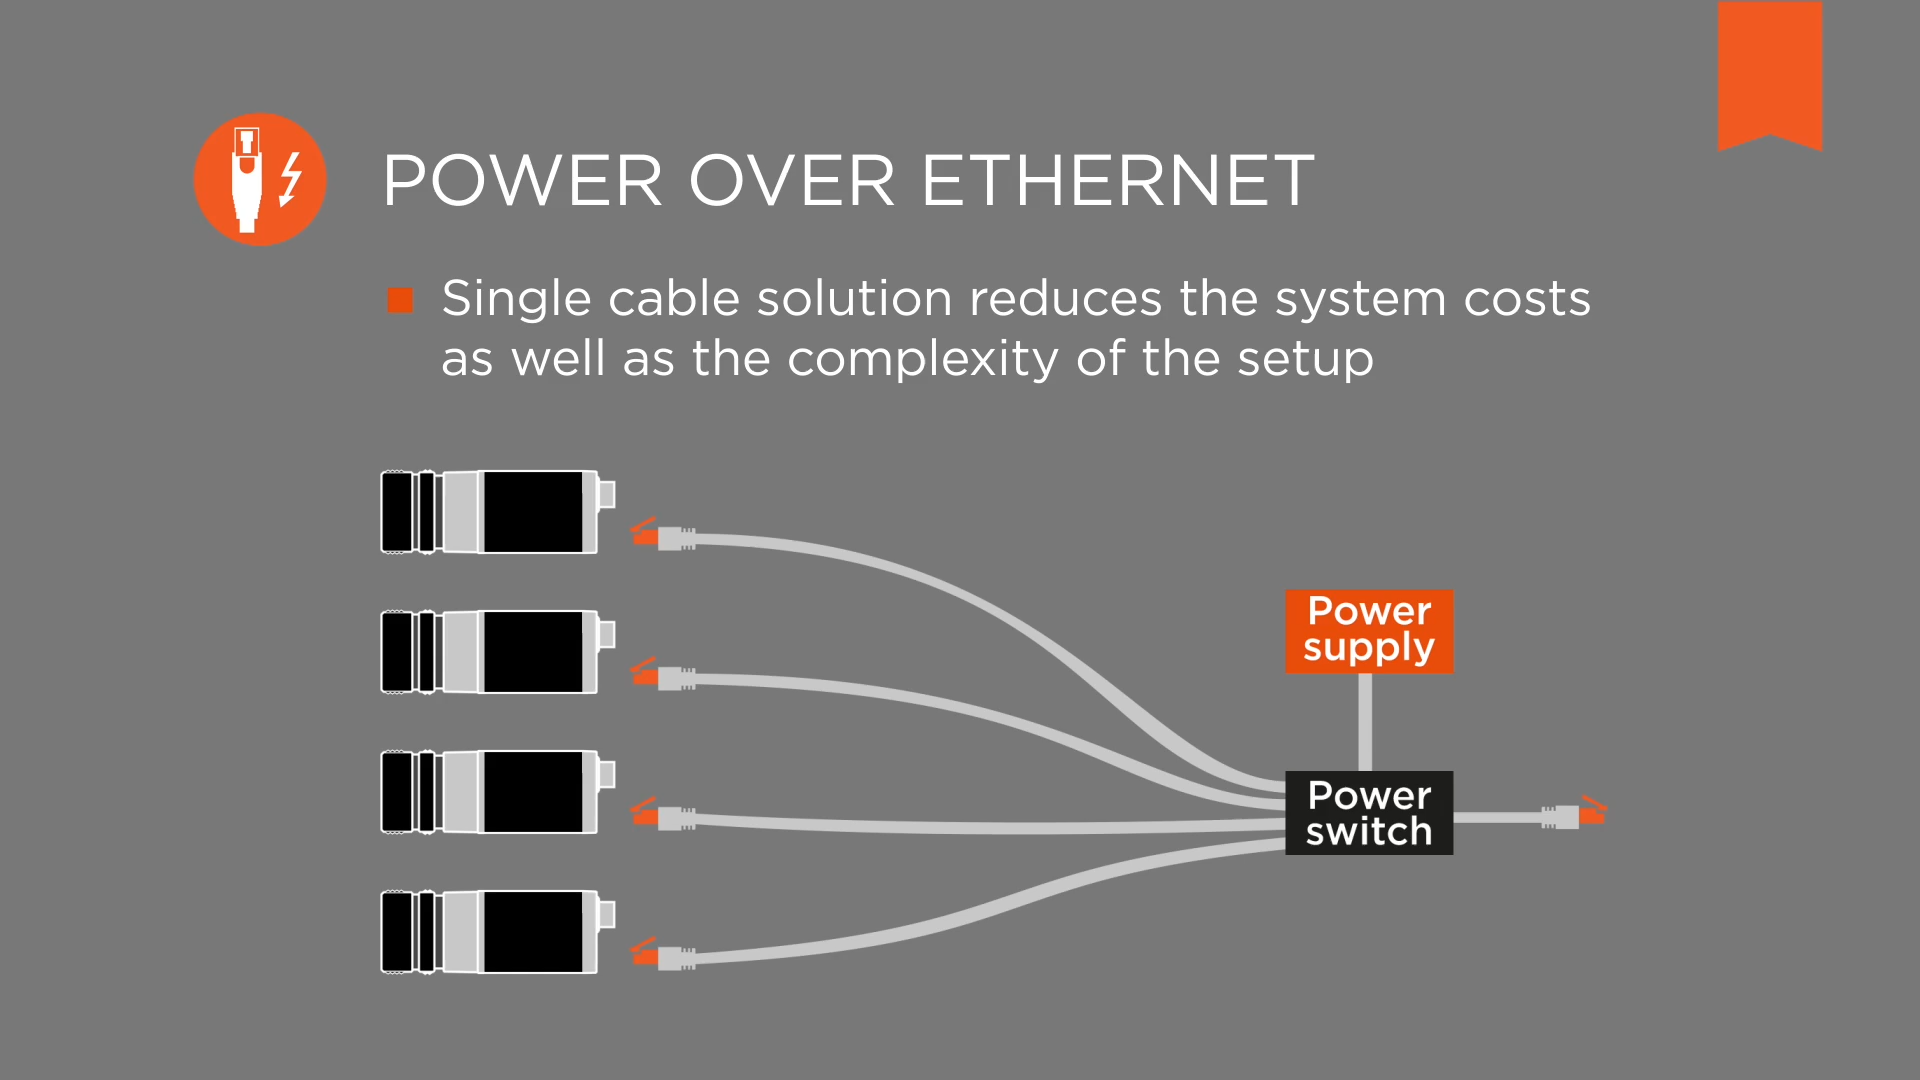 POWER OVER ETHERNET
Single cable solution reduces the system costs
as well as the complexity of the setup
Power
supply
Power
switch